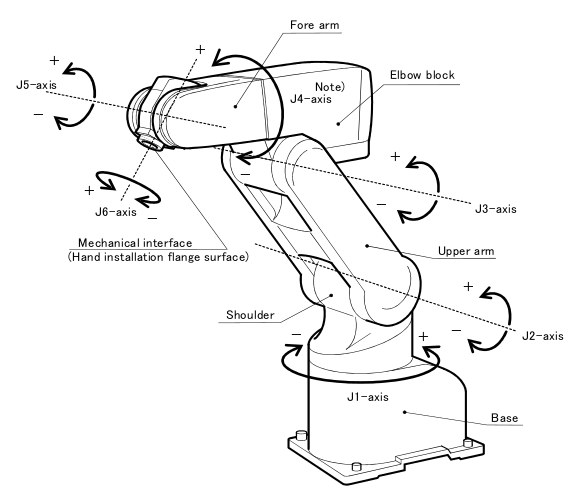 Fore arm
+
+
J5-axis
-
Note)
J4-axis
Elbow block
-
+
-
J3-axis
+
J6-axis
-
Mechanical interface
(Hand installation flange surface)
Upper arm
Shoulder
+
-
J2-axis
-
+
J1-axis
Base